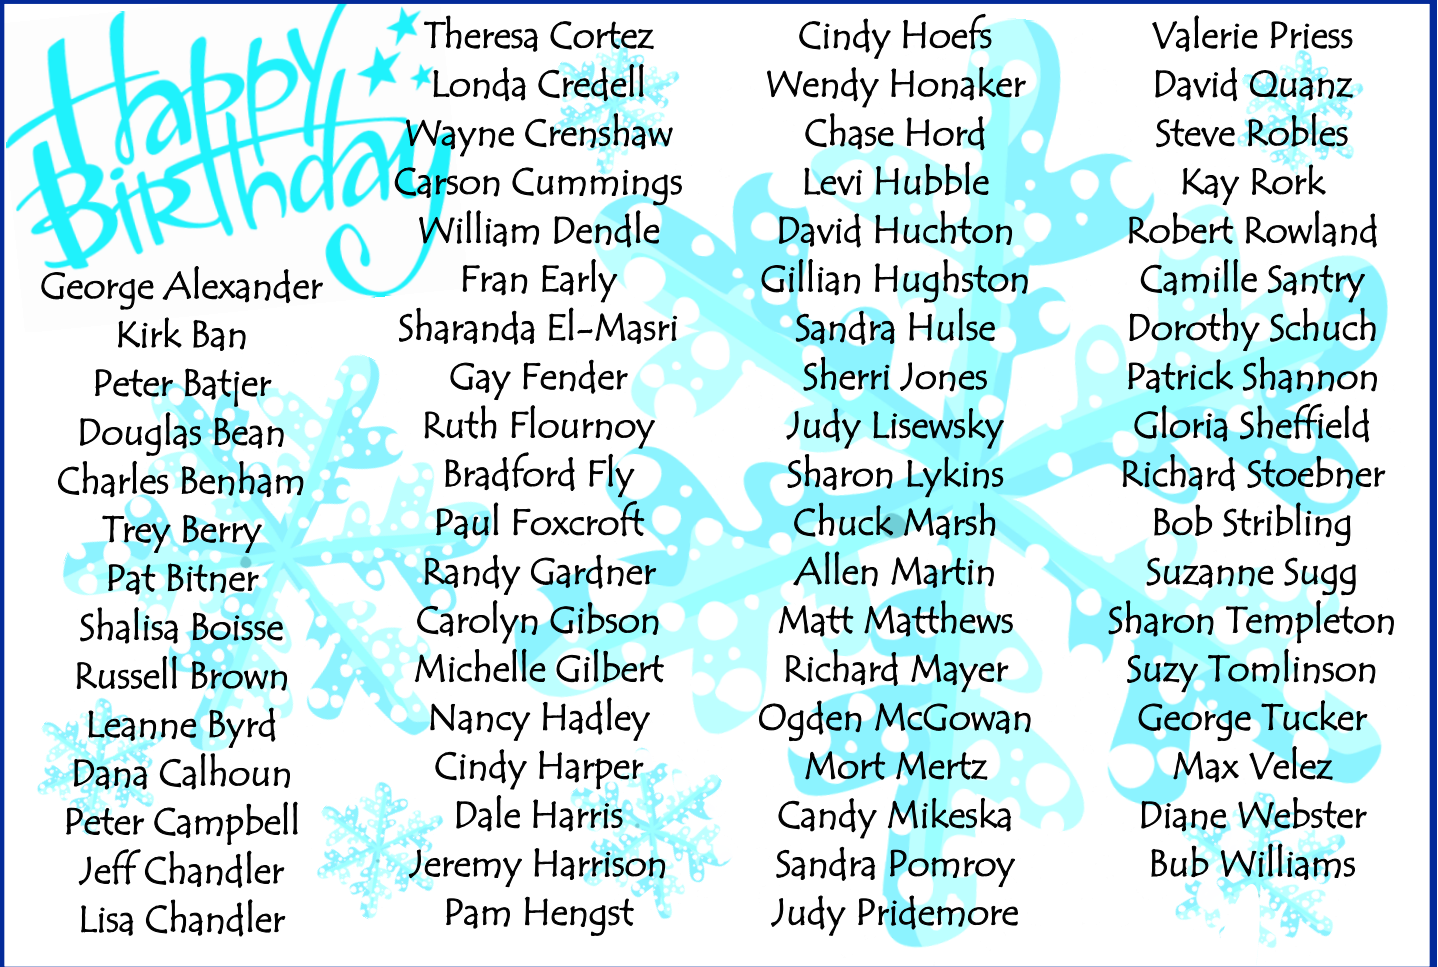 Happy
Birthday
George Alexander
Kirk Ban
Peter Batjer
Douglas Bean
Charles Benham
Trey Berry
Pat Bitner
Shalisa Boisse
Russell Brown
Leanne Byrd
Dana Calhoun
Peter Campbell
Jeff Chandler
Lisa Chandler
Theresa Cortez
Londa Credell
Wayne Crenshaw
Carson Cummings
William Dendle
Fran Early
Sharanda El-Masri
Gay Fender
Ruth Flournoy
Bradford Fly
Paul Foxcroft
Randy Gardner
Carolyn Gibson
Michelle Gilbert
Nancy Hadley
Cindy Harper
Dale Harris
Jeremy Harrison
Pam Hengst
Cindy Hoefs
Wendy Honaker
Chase Hord
Levi Hubble
David Huchton
Gillian Hughston
Sandra Hulse
Sherri Jones
Judy Lisewsky
Sharon Lykins
Chuck Marsh
Allen Martin
Matt Matthews
Richard Mayer
Ogden McGowan
Mort Mertz
Candy Mikeska
Sandra Pomroy
Judy Pridemore
Valerie Priess
David Quanz
Steve Robles
Kay Rork
Robert Rowland
Camille Santry
Dorothy Schuch
Patrick Shannon
Gloria Sheffield
Richard Stoebner
Bob Stribling
Suzanne Sugg
Sharon Templeton
Suzy Tomlinson
George Tucker
Max Velez
Diane Webster
Bub Williams